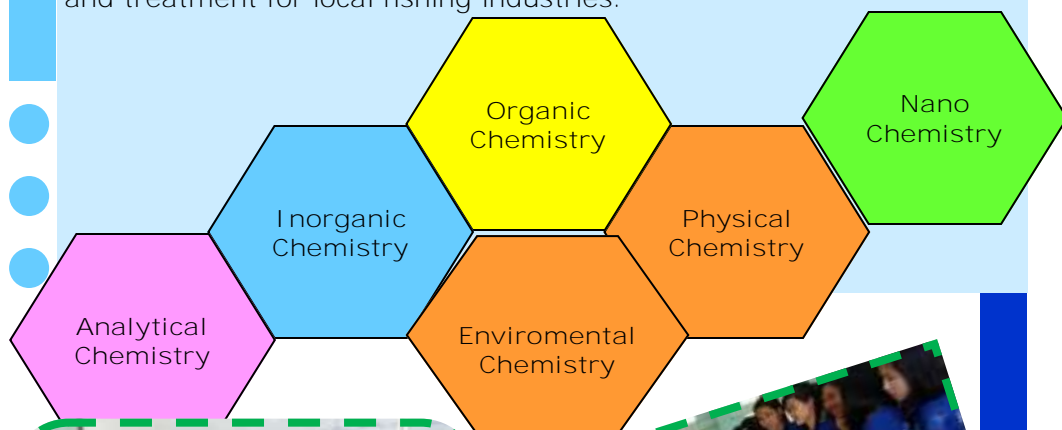 and treatment for local fishing industries.
Organic
Chemistry
Nano
Chemistry
Inorganic
Chemistry
Physical
Chemistry
Analytical
Chemistry
Enviromental
Chemistry